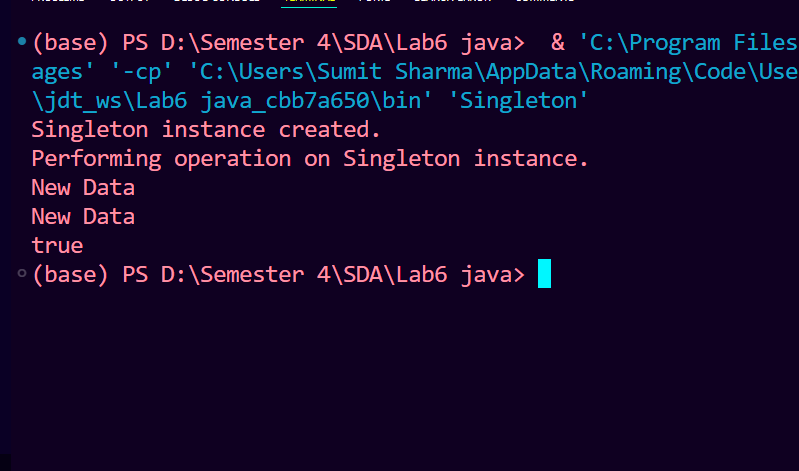 (base) PS D:\Semester 4\SDA\Lab6 java>  & 'C:\Program Files
ages' '-cp' 'C:\Users\Sumit Sharma\AppData\Roaming\Code\Use
\jdt_ws\Lab6 java_cbb7a650\bin' 'Singleton'
Singleton instance created.
Performing operation on Singleton instance.
New Data
New Data
true
(base) PS D:\Semester 4\SDA\Lab6 java>